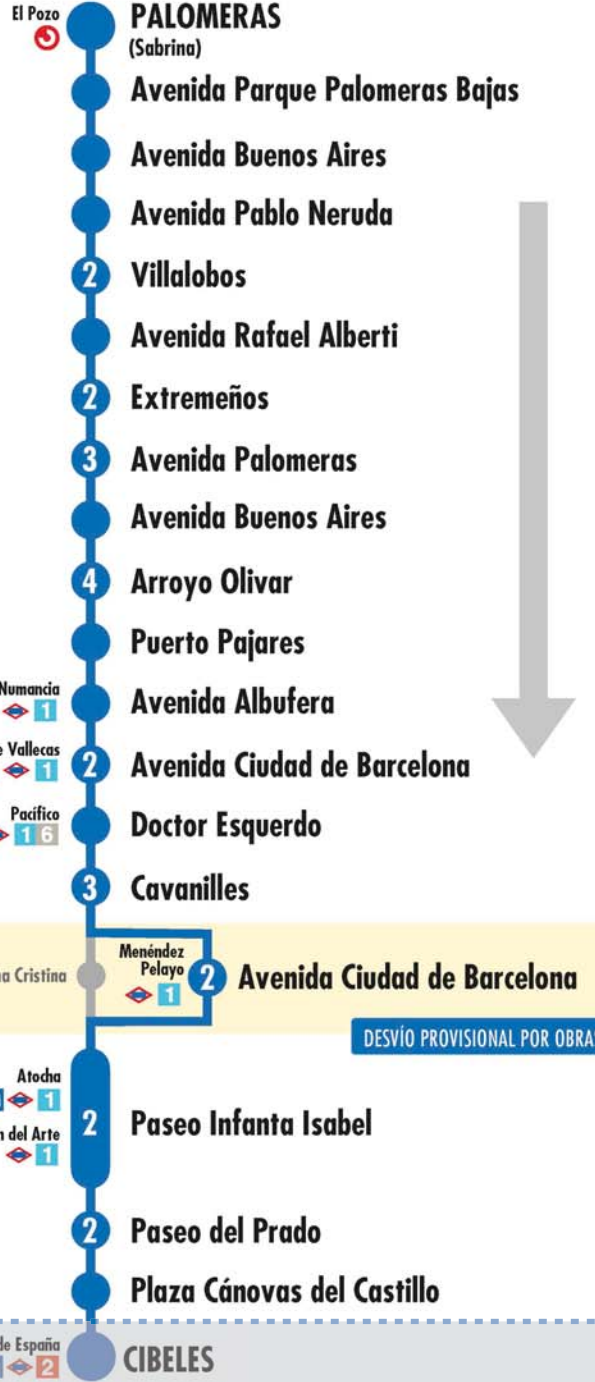 El Pozo
PALOMERAS
(Sabrina)
Avenida Parque Palomeras Bajas
Avenida Buenos Aires
Avenida Pablo Neruda
2 Villalobos
Avenida Rafael Alberti
2 Extremeños
3 Avenida Palomeras
Avenida Buenos Aires
4 Arroyo Olivar
Puerto Pajares
Numancia
1
Avenida Albufera
Vallecas
1
2 Avenida Ciudad de Barcelona
Pacífico
1 6
Doctor Esquerdo
3 Cavanilles
Cristina
Menéndez
Pelayo
1
2 Avenida Ciudad de Barcelona
DESVÍO PROVISIONAL POR OBRAS
Atocha
1
del Arte
1
2 Paseo Infanta Isabel
2 Paseo del Prado
Plaza Cánovas del Castillo
de España
2
CIBELES